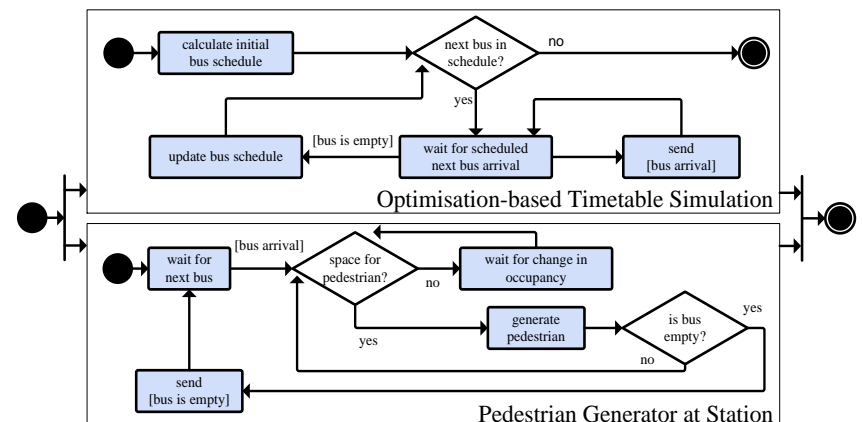 calculate initial
bus schedule
next bus in
schedule?
no
yes
update bus schedule
[bus is empty]
wait for scheduled
next bus arrival
send
[bus arrival]
Optimisation-based Timetable Simulation
wait for
next bus
[bus arrival]
space for
pedestrian?
no
wait for change in
occupancy
yes
generate
pedestrian
is bus
empty?
yes
no
send
[bus is empty]
Pedestrian Generator at Station